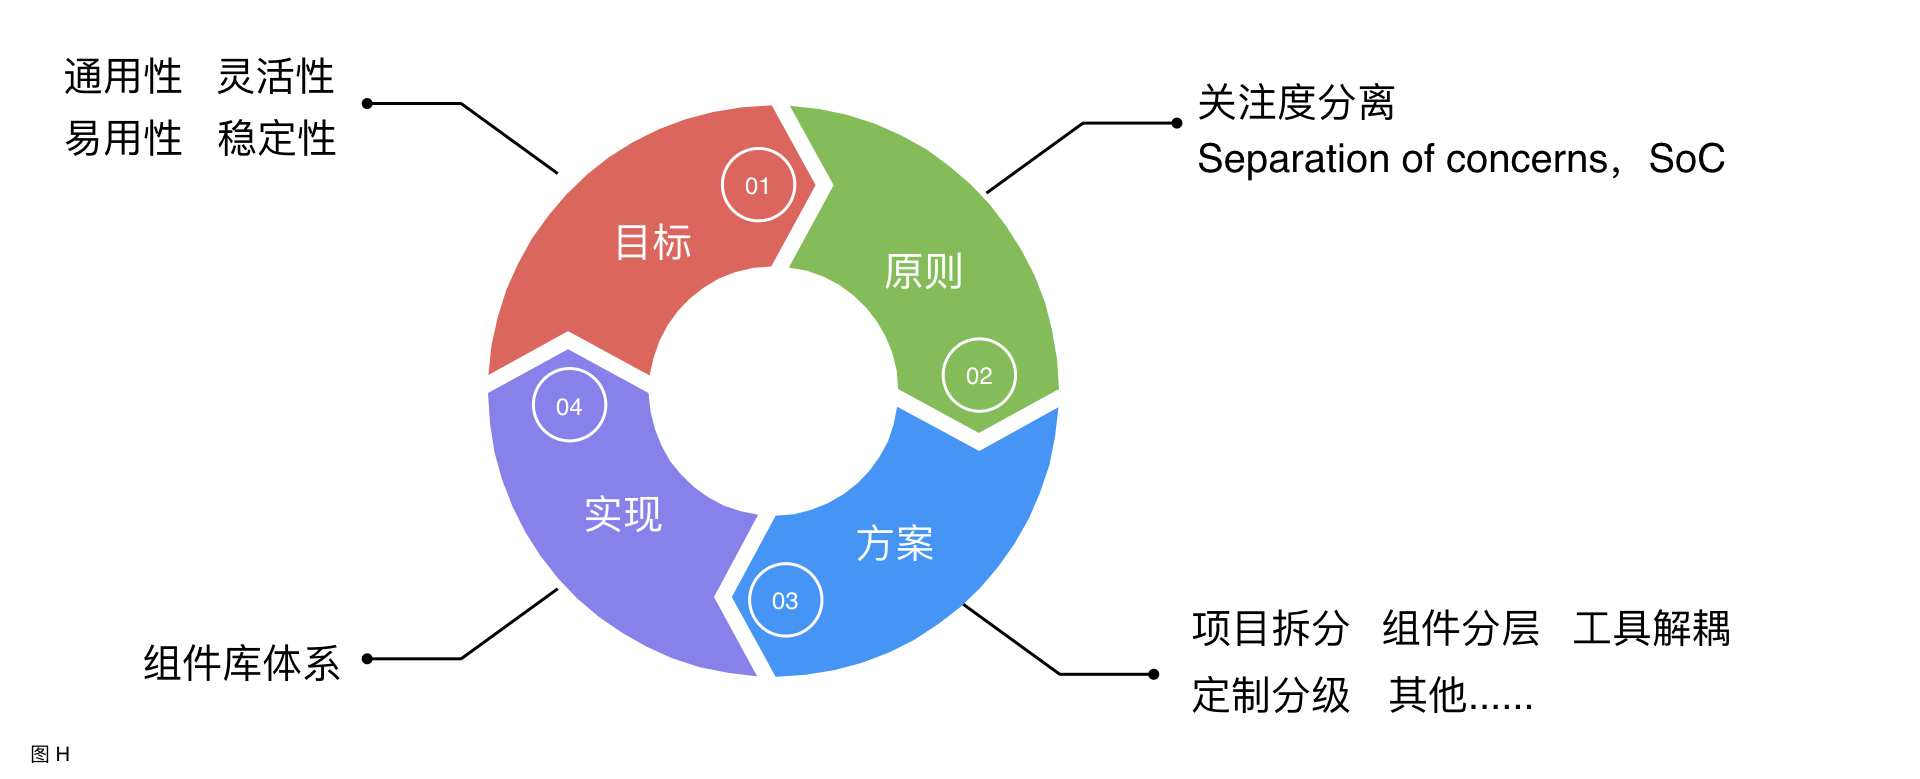 通用性 灵活性
易用性 稳定性
关注度分离
Separation of concerns，SoC
01
目标
原则
02
04
实现
方案
03
组件库体系
项目拆分 组件分层 工具解耦
定制分级 其他......
图 H